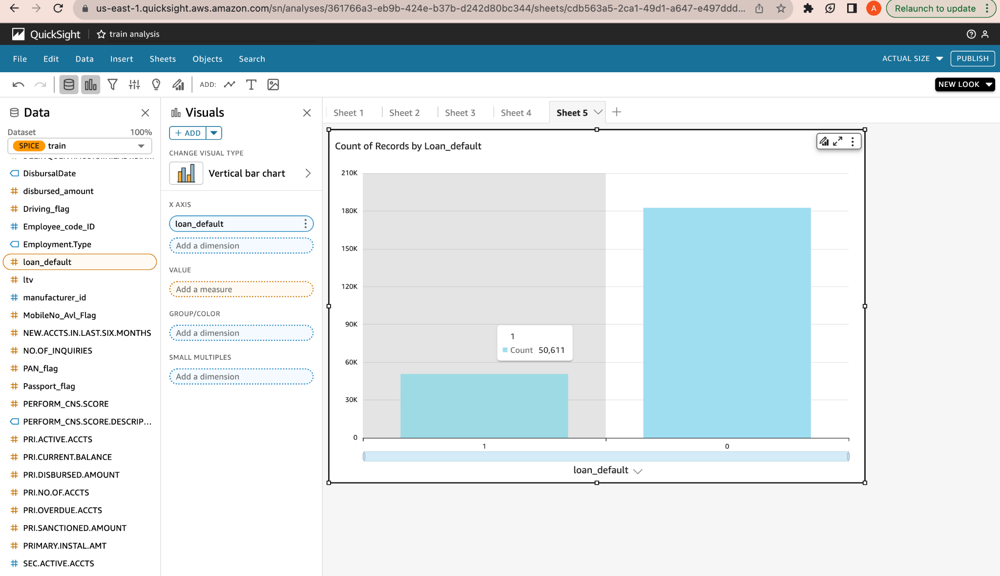 us-east-1.quicksight.aws.amazon.com/sn/analyses/361766a3-eb9b-424e-b37b-d242d80bc344/sheets/cdb563a5-2ca1-49d1-a647-e497ddd...
A
Relaunch to update
QuickSight
train analysis
File Edit Data Insert Sheets Objects Search
ACTUAL SIZE
PUBLISH
ADD:
NEW LOOK
Data
Dataset 100%
SPICE train
DisbursalDate
disbursed_amount
Driving_flag
Employee_code_ID
Employment.Type
loan_default
ltv
manufacturer_id
MobileNo_Avl_Flag
NEW.ACCTS.IN.LAST.SIX.MONTHS
NO.OF_INQUIRIES
PAN_flag
Passport_flag
PERFORM_CNS.SCORE
PERFORM_CNS.SCORE.DESCRIP...
PRI.ACTIVE.ACCTS
PRI.CURRENT.BALANCE
PRI.DISBURSED.AMOUNT
PRI.NO.OF.ACCTS
PRI.OVERDUE.ACCTS
PRI.SANCTIONED.AMOUNT
PRIMARY.INSTAL.AMT
SEC.ACTIVE.ACCTS
Visuals
+ ADD
CHANGE VISUAL TYPE
Vertical bar chart
X AXIS
loan_default
Add a dimension
VALUE
Add a measure
GROUP/COLOR
Add a dimension
SMALL MULTIPLES
Add a dimension
Sheet 1 Sheet 2 Sheet 3 Sheet 4 Sheet 5
Count of Records by Loan_default
210K
180K
150K
120K
90K
60K
30K
0
1
Count 50,611
1 0
loan_default